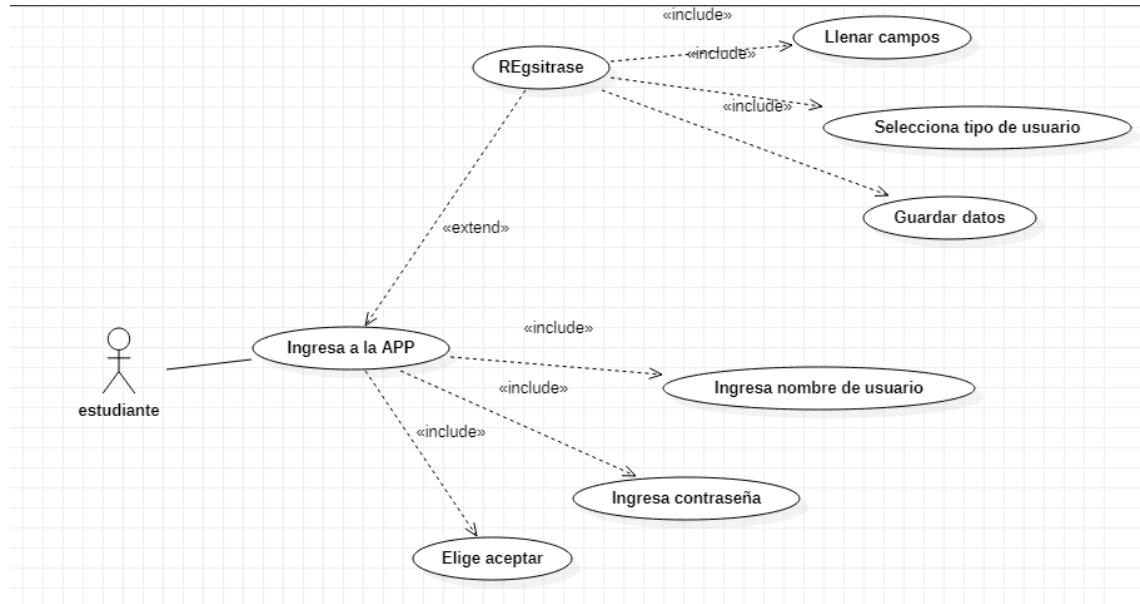 «include»
Llenar campos
«include»
REgsitrase
«include»
Selecciona tipo de usuario
Guardar datos
«extend»
«include»
Ingresa a la APP
«include»
Ingresa nombre de usuario
estudiante
«include»
Ingresa contraseña
Elige aceptar